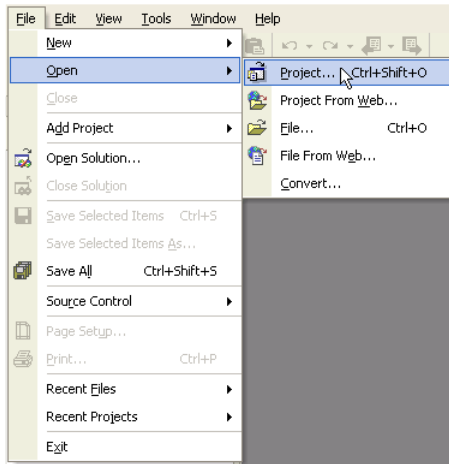 File Edit View Tools Window Help
New
Open
Project... Ctrl+Shift+O
Close
Project From Web...
Add Project
File... Ctrl+O
Open Solution...
File From Web...
Close Solution
Convert...
Save Selected Items Ctrl+S
Save Selected Items As...
Save All Ctrl+Shift+S
Source Control
Page Setup...
Print... Ctrl+P
Recent Files
Recent Projects
Exit